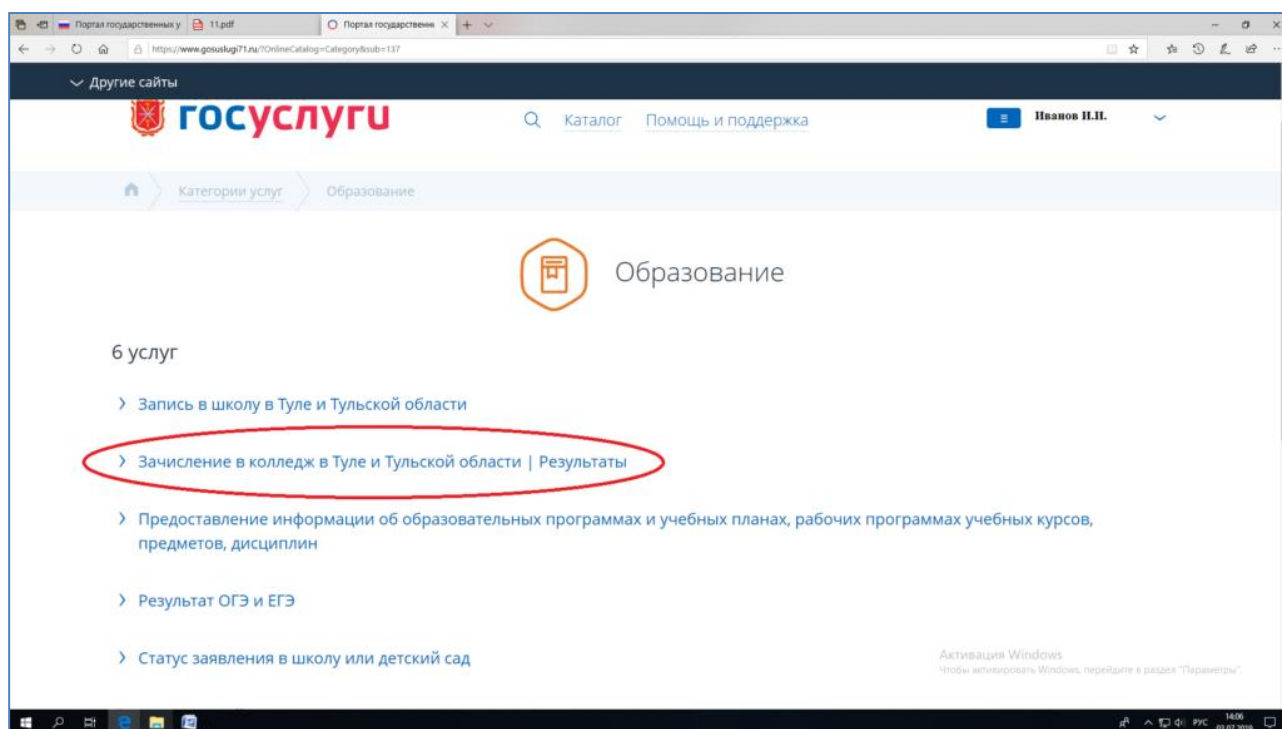 Портал государственных у
11.pdf
Портал государственн
https://www.gosuslugi71.ru/?OnlineCatalog=Category&sub=137
Другие сайты
госуслуги
Каталог
Помощь и поддержка
Иванов И.И.
Категории услуг
Образование
Образование
6 услуг
Запись в школу в Туле и Тульской области
Зачисление в колледж в Туле и Тульской области | Результаты
Предоставление информации об образовательных программах и учебных планах, рабочих программах учебных курсов,
предметов, дисциплин
Результат ОГЭ и ЕГЭ
Статус заявления в школу или детский сад
Активация Windows
Чтобы активировать Windows, перейдите в раздел "Параметры".
РУС
14:06
03.07.2019